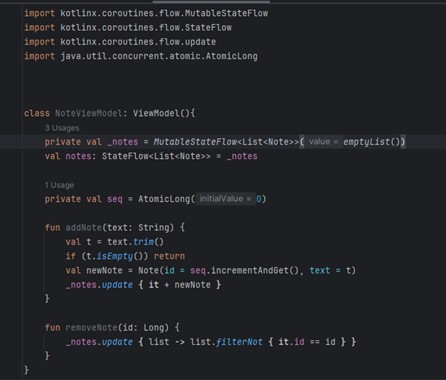 import kotlinx.coroutines.flow.MutableStateFlow
import kotlinx.coroutines.flow.StateFlow
import kotlinx.coroutines.flow.update
import java.util.concurrent.atomic.AtomicLong
class NoteViewModel: ViewModel(){
3 Usages
private val _notes = MutableStateFlow<List<Note>>( value = emptyList())
val notes: StateFlow<List<Note>> = _notes
1 Usage
private val seq = AtomicLong( initialValue = 0)
fun addNote(text: String) {
val t = text.trim()
if (t.isEmpty()) return
val newNote = Note(id = seq.incrementAndGet(), text = t)
_notes.update { it + newNote }
}
fun removeNote(id: Long) {
_notes.update { list -> list.filterNot { it.id == id } }
}
}